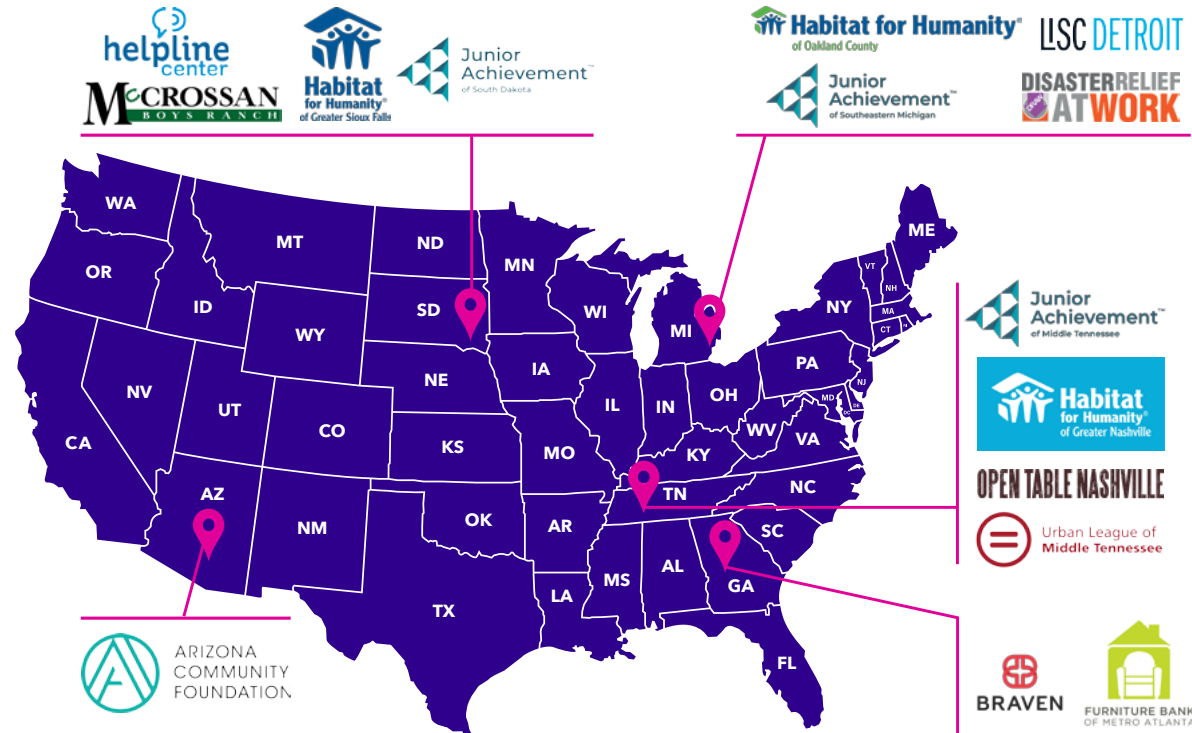 helpline
center
McCROSSAN
BOYS RANCH
Habitat
for Humanity®
of Greater Sioux Falls
Junior
Achievement™
of South Dakota
Habitat for Humanity®
of Oakland County
LISC DETROIT
Junior
Achievement™
of Southeastern Michigan
DISASTER RELIEF
AT WORK
WA
OR
CA
NV
ID
MT
WY
UT
AZ
CO
NM
ND
SD
NE
KS
OK
TX
MN
IA
MO
AR
LA
WI
IL
MI
IN
OH
KY
TN
MS
AL
GA
FL
SC
NC
VA
WV
PA
NY
VT
NH
ME
MA
CT
NJ
MD
DE
DC
Junior
Achievement™
of Middle Tennessee
Habitat
for Humanity®
of Greater Nashville
OPEN TABLE NASHVILLE
Urban League of
Middle Tennessee
ARIZONA
COMMUNITY
FOUNDATION
BRAVEN
FURNITURE BANK
OF METRO ATLANTA